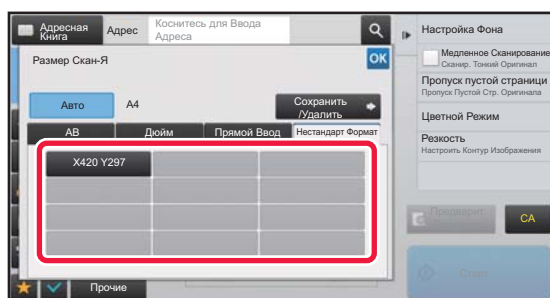 Адресная
Книга
Адрес
Коснитесь для Ввода
Адреса
Настройка Фона
Размер Скан-Я
OK
Медленное Сканирование
Сканир. Тонкий Оригинал
Авто
A4
Сохранить
/Удалить
Пропуск пустой страници
Пропуск Пустой Стр. Оригинала
AB
Дюйм
Прямой Ввод
Нестандарт Формат
Цветной Режим
X420 Y297
Резкость
Настроить Контур Изображения
Предварит.
CA
Старт
Прочие